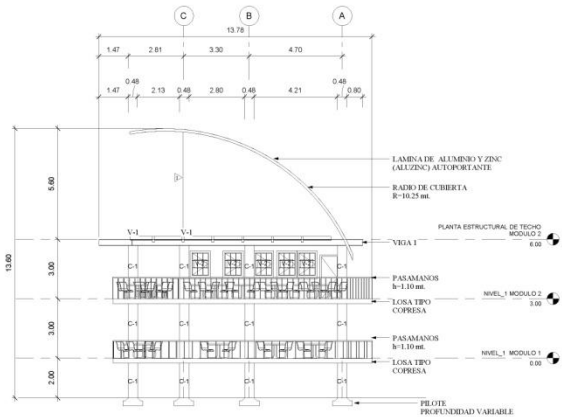 C B A
13.78
1.47 2.81 3.30 4.70
0.48 0.48
1.47 2.13 0.48 2.80 0.48 4.21 0.80
13.60
5.60
3.00
3.00
2.00
LAMINA DE ALUMINIO Y ZINC
(ALUZINC) AUTOPORTANTE
RADIO DE CUBIERTA
R=10.25 mt.
PLANTA ESTRUCTURAL DE TECHO
MODULO 2
6.00
V-1 V-1
VIGA 1
C-1 C-1 C-1 C-1
PASAMANOS
h=1.10 mt.
NIVEL_1 MODULO 2
3.00
LOSA TIPO
COPRESA
C-1 C-1 C-1 C-1
PASAMANOS
h=1.10 mt.
NIVEL_1 MODULO 1
0.00
LOSA TIPO
COPRESA
C-1 C-1 C-1 C-1
PILOTE
PROFUNDIDAD VARIABLE